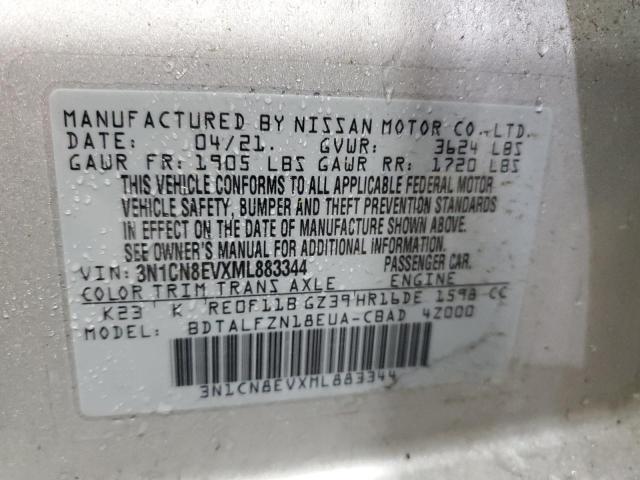 MANUFACTURED BY NISSAN MOTOR CO.,LTD.
DATE: 04/21. GVWR: 3624 LBS
GAWR FR: 1905 LBS GAWR RR: 1720 LBS
THIS VEHICLE CONFORMS TO ALL APPLICABLE FEDERAL MOTOR
VEHICLE SAFETY, BUMPER AND THEFT PREVENTION STANDARDS
IN EFFECT ON THE DATE OF MANUFACTURE SHOWN ABOVE.
SEE OWNER'S MANUAL FOR ADDITIONAL INFORMATION.
VIN: 3N1CN8EVXML883344 PASSENGER CAR.
COLOR TRIM TRANS AXLE ENGINE
K23 K RE0F11B GZ39 HR16DE 1598 CC
MODEL: BDTALFZN18EUA-CBAD 4Z000
3N1CN8EVXML883344